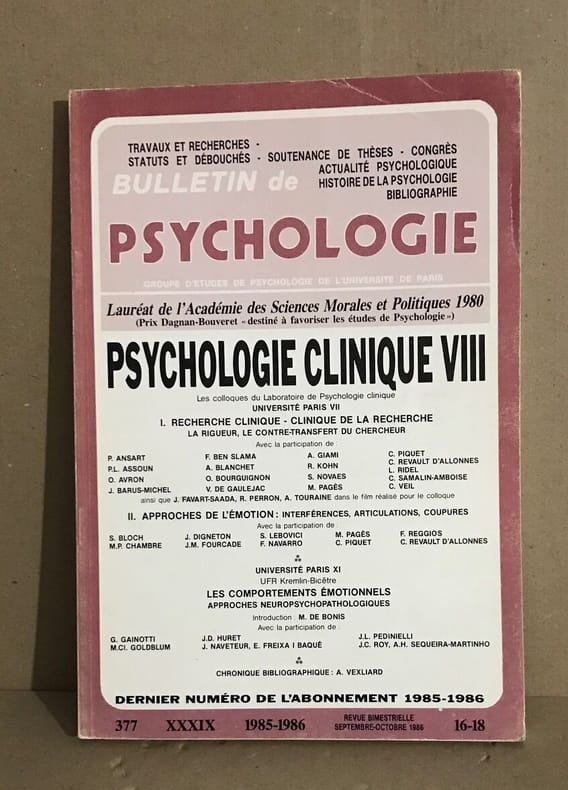 TRAVAUX ET RECHERCHES -
STATUTS ET DÉBOUCHÉS - SOUTENANCE DE THÈSES - CONGRÈS
ACTUALITÉ PSYCHOLOGIQUE
BULLETIN de
HISTOIRE DE LA PSYCHOLOGIE
BIBLIOGRAPHIE
PSYCHOLOGIE
GROUPE D'ETUDES DE PSYCHOLOGIE DE L'UNIVERSITE DE PARIS
Lauréat de l'Académie des Sciences Morales et Politiques 1980
(Prix Dagnan-Bouveret «destiné à favoriser les études de Psychologie»)
PSYCHOLOGIE CLINIQUE VIII
Les colloques du Laboratoire de Psychologie clinique
UNIVERSITÉ PARIS VII
I. RECHERCHE CLINIQUE - CLINIQUE DE LA RECHERCHE
LA RIGUEUR, LE CONTRE-TRANSFERT DU CHERCHEUR
Avec la participation de :
P. ANSART F. BEN SLAMA A. GIAMI C. PIQUET
P.L. ASSOUN A. BLANCHET R. KOHN C. REVAULT D'ALLONNES
L. RIDEL
O. AVRON O. BOURGUIGNON S. NOVAES C. SAMALIN-AMBOISE
J. BARUS-MICHEL V. DE GAULEJAC M. PAGÈS C. VEIL
ainsi que J. FAVART-SAADA, R. PERRON, A. TOURAINE dans le film réalisé pour le colloque
II. APPROCHES DE L'ÉMOTION : INTERFÉRENCES, ARTICULATIONS, COUPURES
Avec la participation de :
S. BLOCH J. DIGNETON S. LEBOVICI M. PAGÈS F. REGGIOS
M.P. CHAMBRE J.M. FOURCADE F. NAVARRO C. PIQUET C. REVAULT D'ALLONNES
UNIVERSITÉ PARIS XI
UFR Kremlin-Bicêtre
LES COMPORTEMENTS ÉMOTIONNELS
APPROCHES NEUROPSYCHOPATHOLOGIQUES
Introduction : M. DE BONIS
Avec la participation de :
G. GAINOTTI J.D. HURET J.L. PEDINIELLI
M.Cl. GOLDBLUM J. NAVETEUR, E. FREIXA I BAQUÉ J.C. ROY, A.H. SEQUEIRA-MARTINHO
CHRONIQUE BIBLIOGRAPHIQUE : A. VEXLIARD
DERNIER NUMÉRO DE L'ABONNEMENT 1985-1986
377 XXXIX 1985-1986 REVUE BIMESTRIELLE 16-18
SEPTEMBRE-OCTOBRE 1986